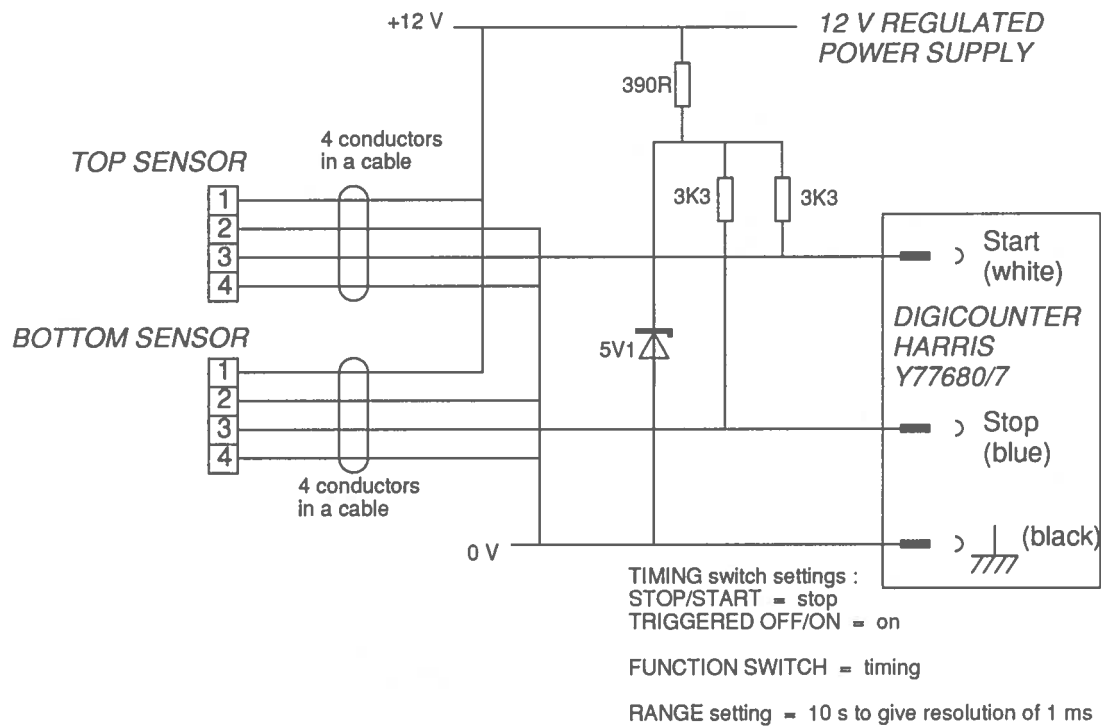 +12 V
12 V REGULATED
POWER SUPPLY
390R
4 conductors
in a cable
TOP SENSOR
1
2
3
4
3K3
3K3
Start
(white)
BOTTOM SENSOR
1
2
3
4
5V1
DIGICOUNTER
HARRIS
Y77680/7
Stop
(blue)
4 conductors
in a cable
0 V
(black)
TIMING switch settings :
STOP/START = stop
TRIGGERED OFF/ON = on
FUNCTION SWITCH = timing
RANGE setting = 10 s to give resolution of 1 ms